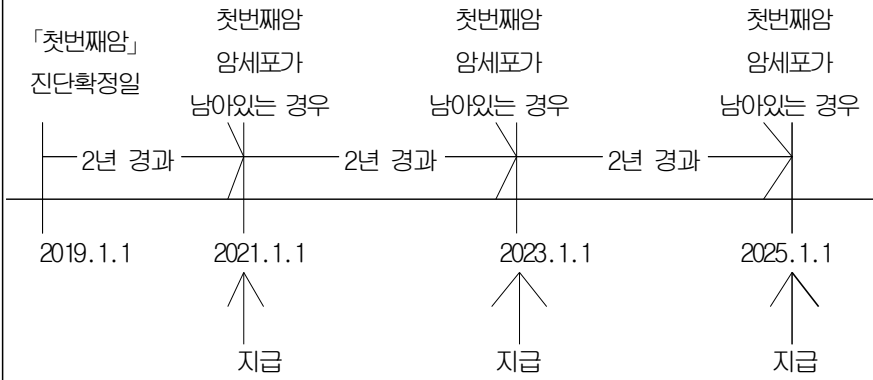 「첫번째암」
진단확정일
첫번째암
암세포가
남아있는 경우
첫번째암
암세포가
남아있는 경우
첫번째암
암세포가
남아있는 경우
2년 경과
2년 경과
2년 경과
2019.1.1
2021.1.1
2023.1.1
2025.1.1
지급
지급
지급